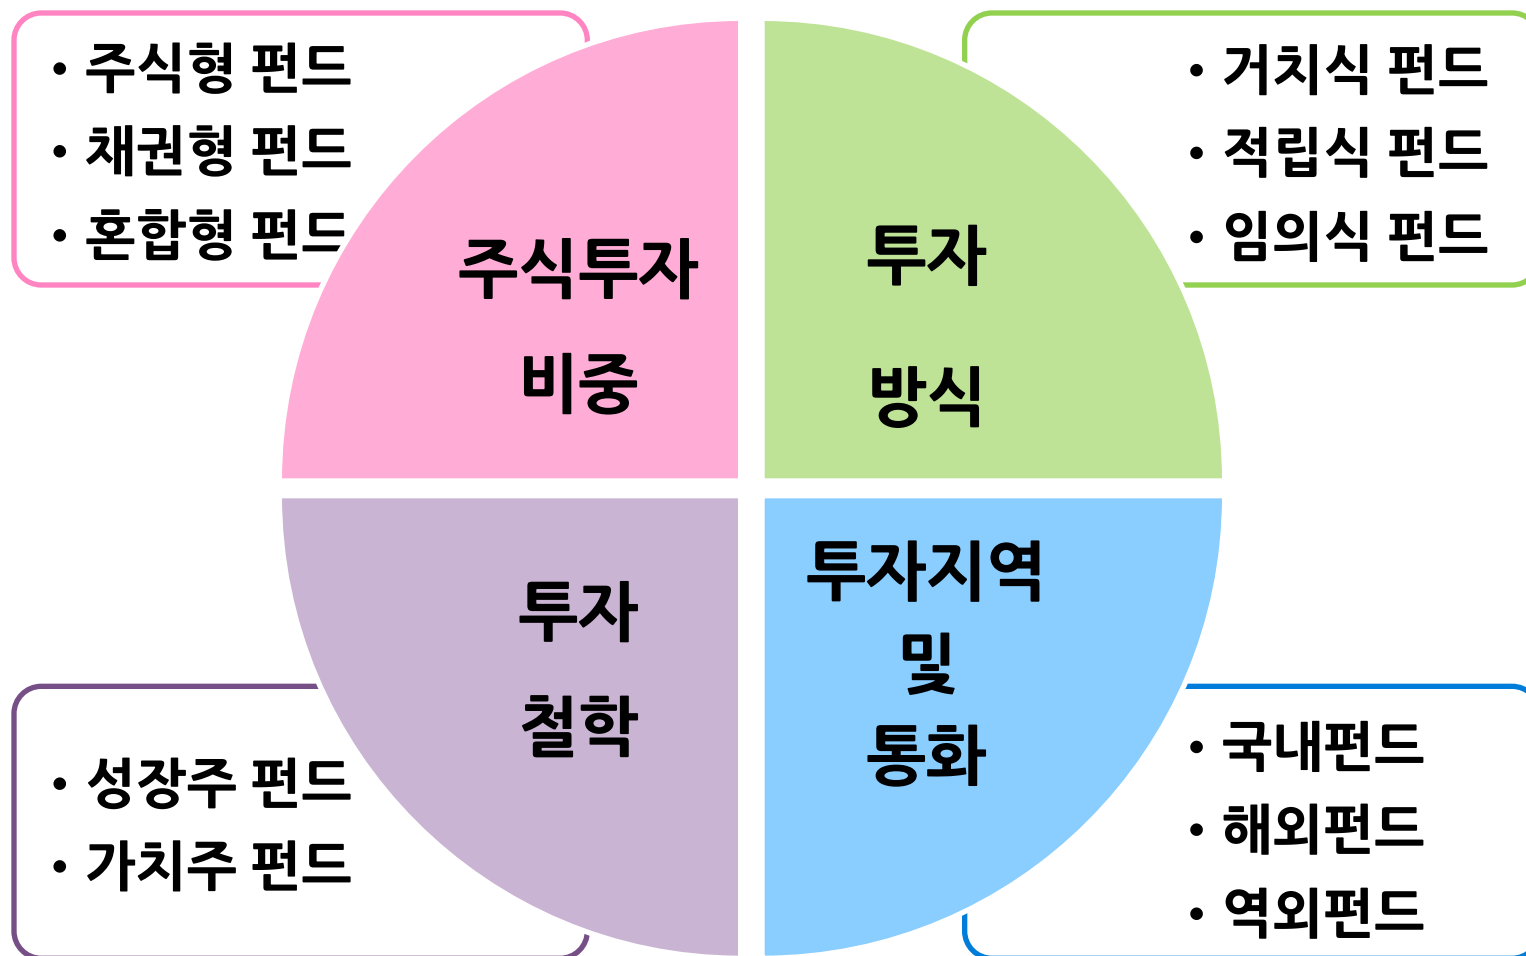 • 주식형 펀드
• 채권형 펀드
• 혼합형 펀드
주식투자
비중
• 거치식 펀드
• 적립식 펀드
• 임의식 펀드
투자
방식
• 성장주 펀드
• 가치주 펀드
투자
철학
투자지역
및
통화
• 국내펀드
• 해외펀드
• 역외펀드